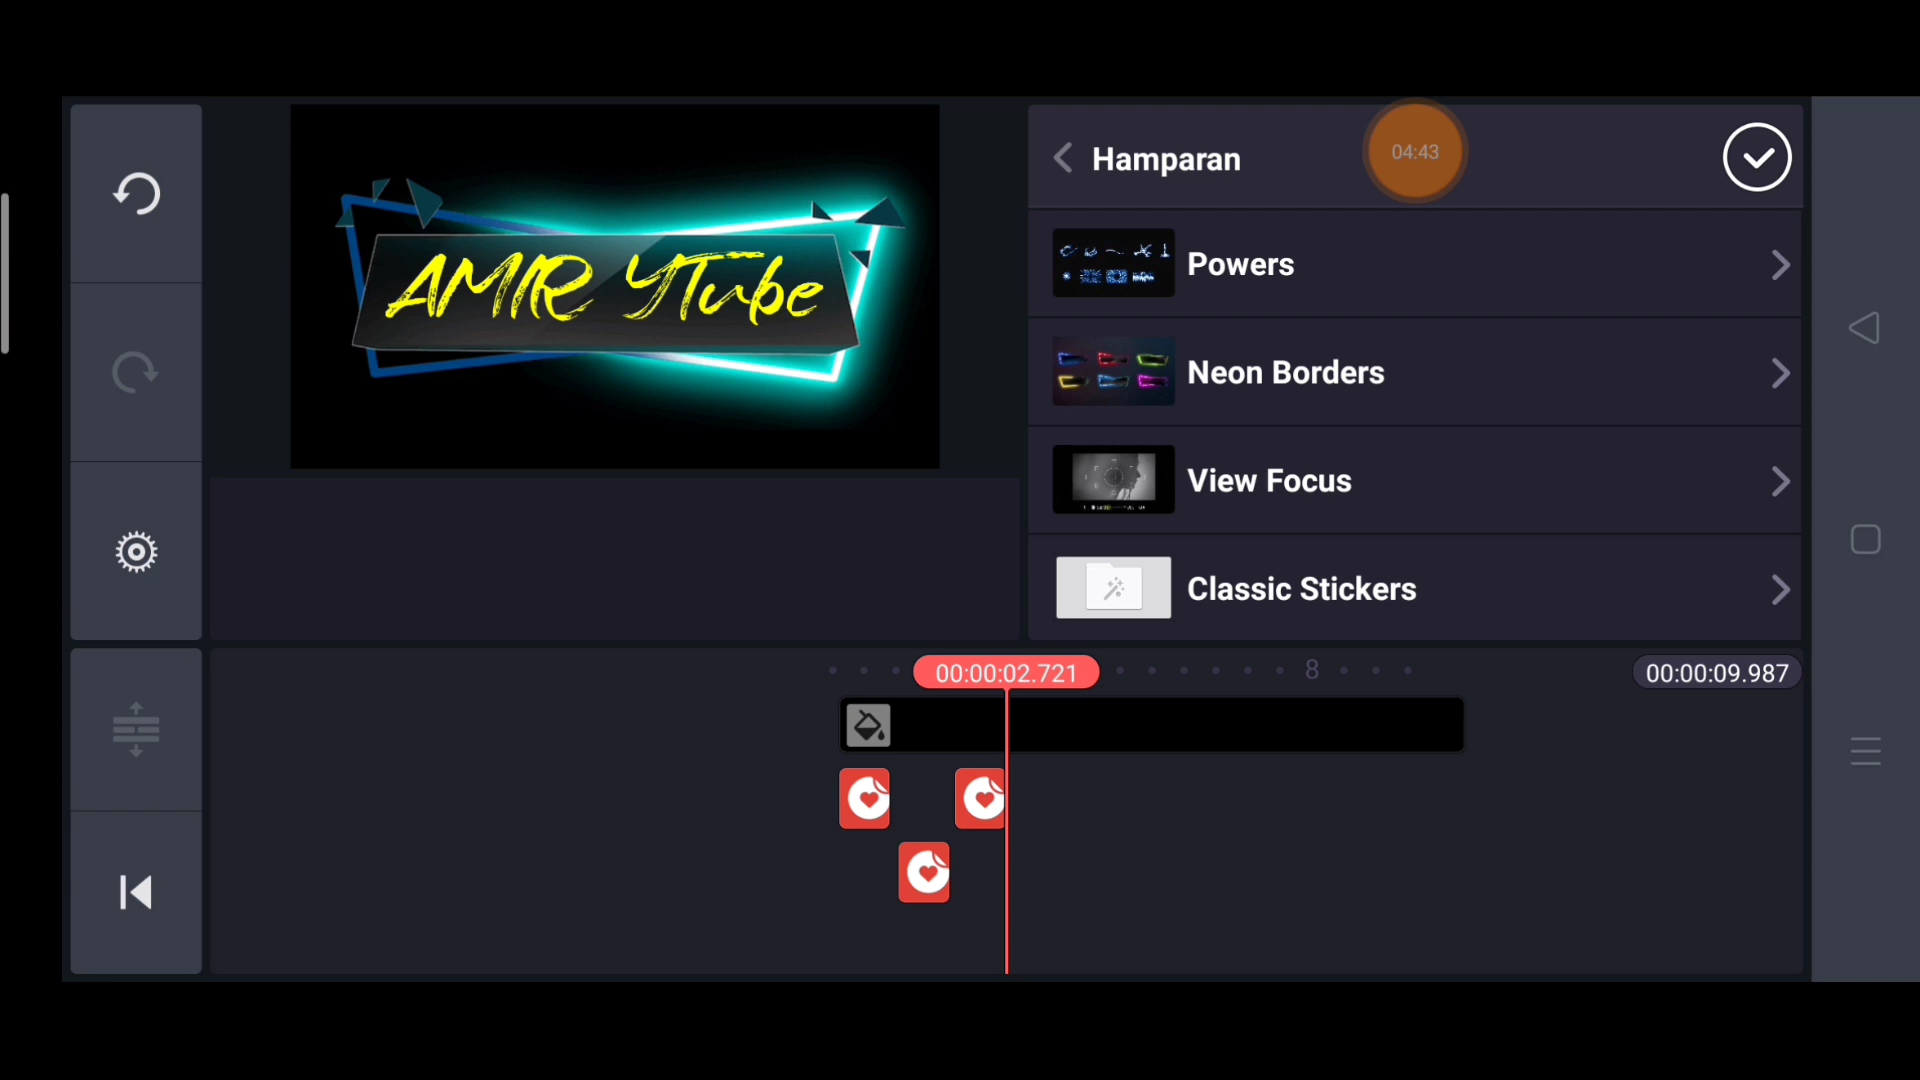 Hamparan
04:43
AMIR YTube
Powers
Neon Borders
View Focus
Classic Stickers
00:00:02.721
8
00:00:09.987